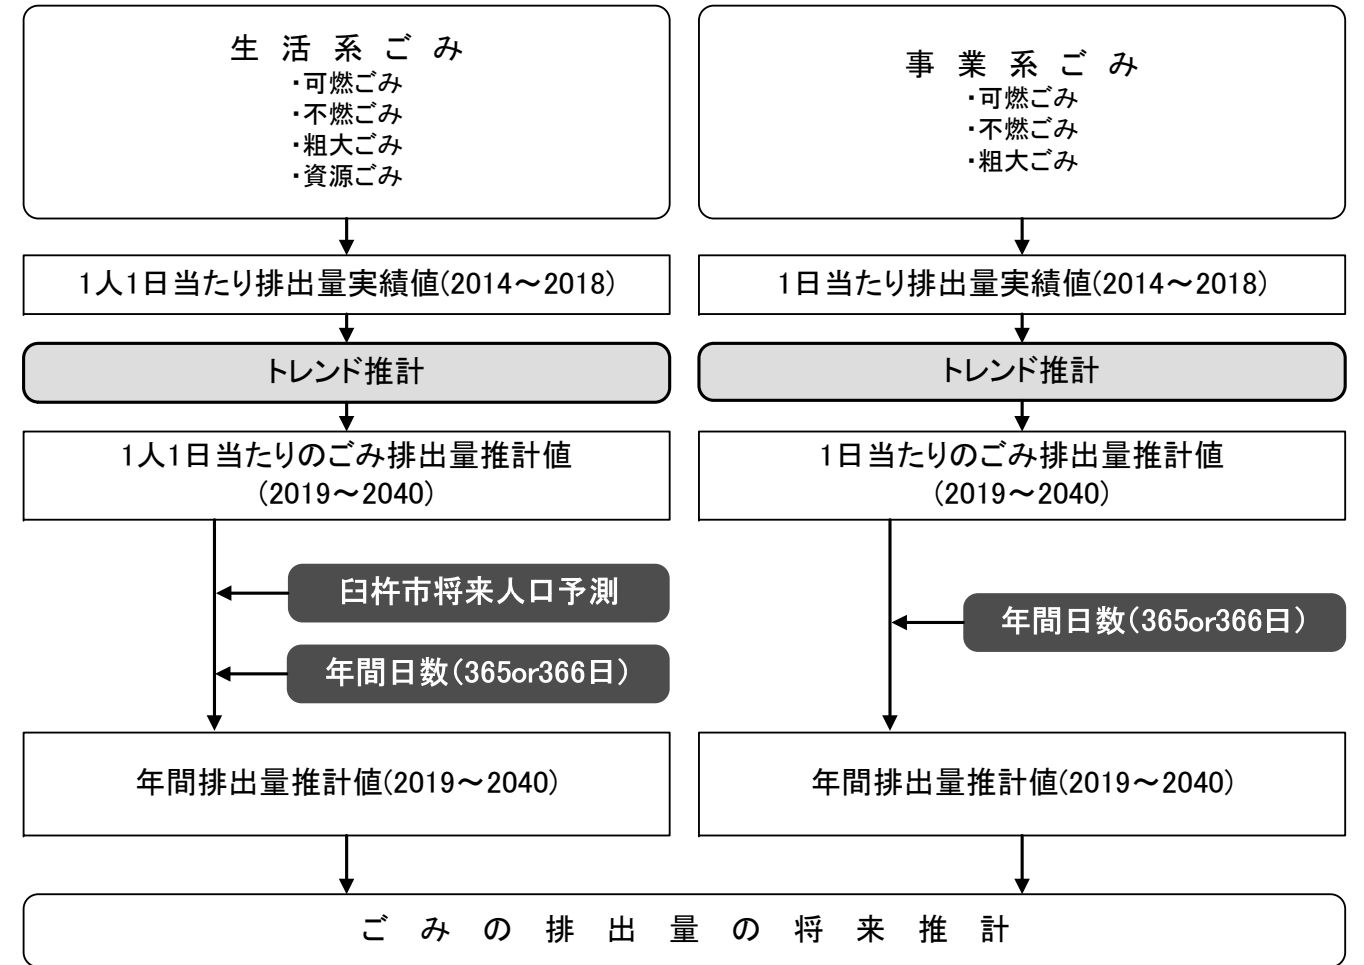 生活系ごみ
・可燃ごみ
・不燃ごみ
・粗大ごみ
・資源ごみ
1人1日当たり排出量実績値(2014～2018)
トレンド推計
1人1日当たりのごみ排出量推計値
(2019～2040)
臼杵市将来人口予測
年間日数(365or366日)
年間排出量推計値(2019～2040)
事業系ごみ
・可燃ごみ
・不燃ごみ
・粗大ごみ
1日当たり排出量実績値(2014～2018)
トレンド推計
1日当たりのごみ排出量推計値
(2019～2040)
年間日数(365or366日)
年間排出量推計値(2019～2040)
ごみの排出量の将来推計